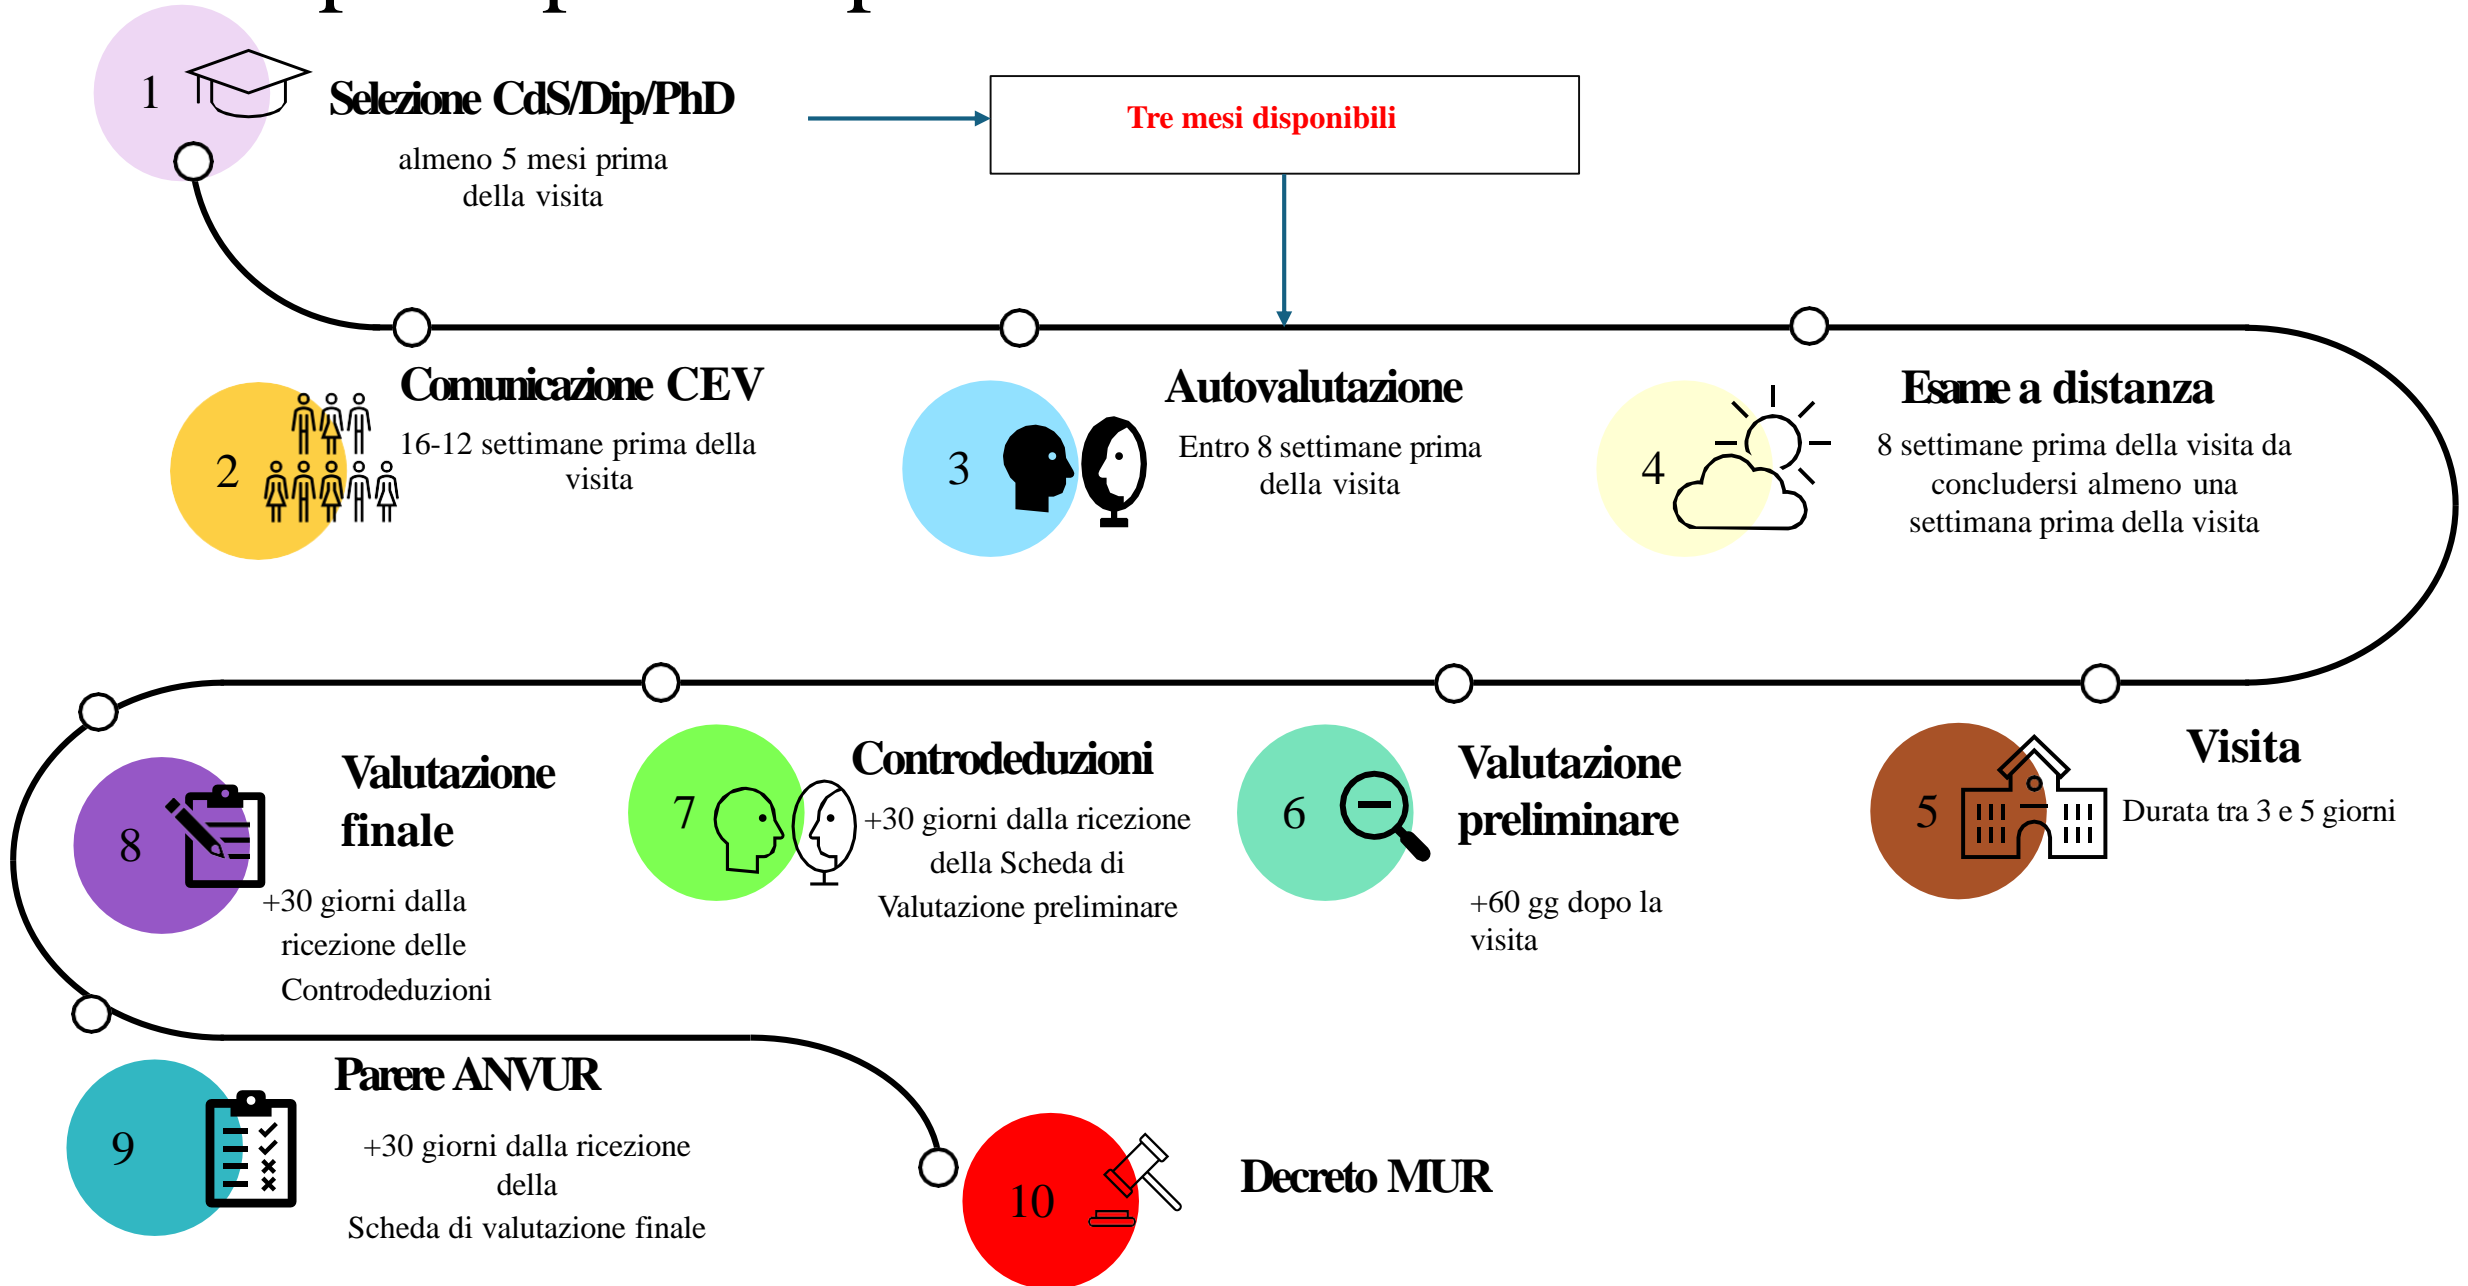 1
Selezione CdS/Dip/PhD
almeno 5 mesi prima
della visita
Tre mesi disponibili
2
Comunicazione CEV
16-12 settimane prima della
visita
3
Autovalutazione
Entro 8 settimane prima
della visita
4
Esame a distanza
8 settimane prima della visita da
concludersi almeno una
settimana prima della visita
5
Visita
Durata tra 3 e 5 giorni
6
Valutazione
preliminare
+60 gg dopo la
visita
7
Controdeduzioni
+30 giorni dalla ricezione
della Scheda di
Valutazione preliminare
8
Valutazione
finale
+30 giorni dalla
ricezione delle
Controdeduzioni
9
Parere ANVUR
+30 giorni dalla ricezione
della
Scheda di valutazione finale
10
Decreto MUR